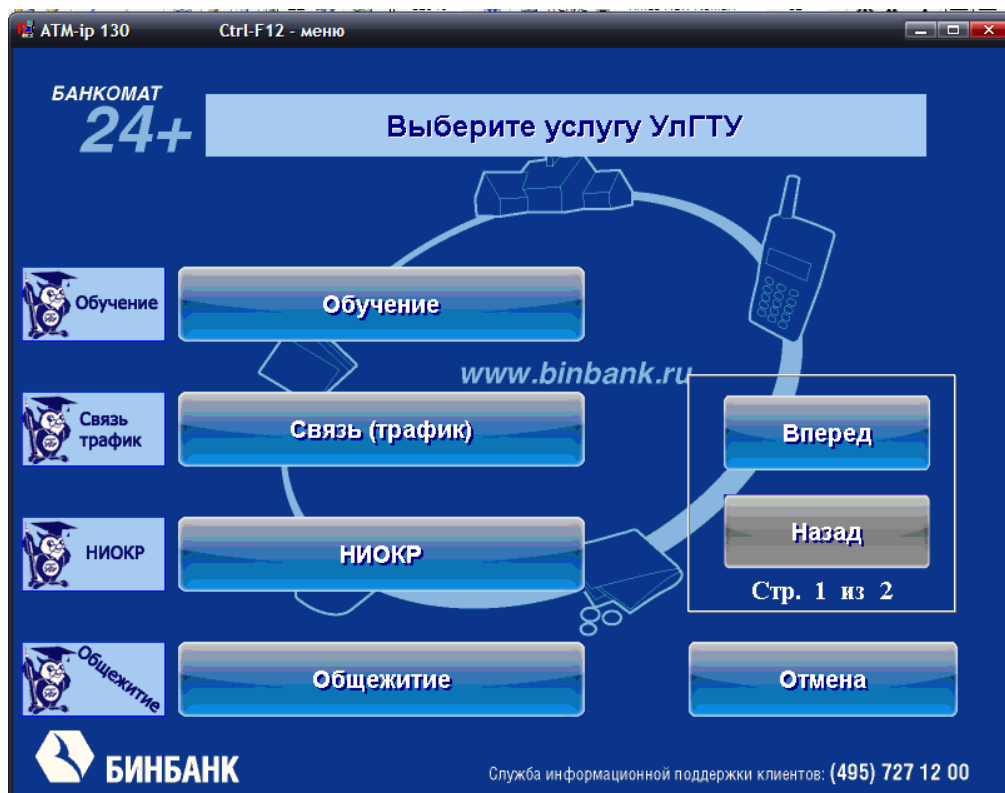 ATM-ip 130 Ctrl-F12 - меню
БАНКОМАТ
24+
Выберите услугу УлГТУ
Обучение
Обучение
www.binbank.ru
Связь
трафик
Связь (трафик)
Вперед
НИОКР
НИОКР
Назад
Стр. 1 из 2
Общежитие
Общежитие
Отмена
БИНБАНК
Служба информационной поддержки клиентов: (495) 727 12 00